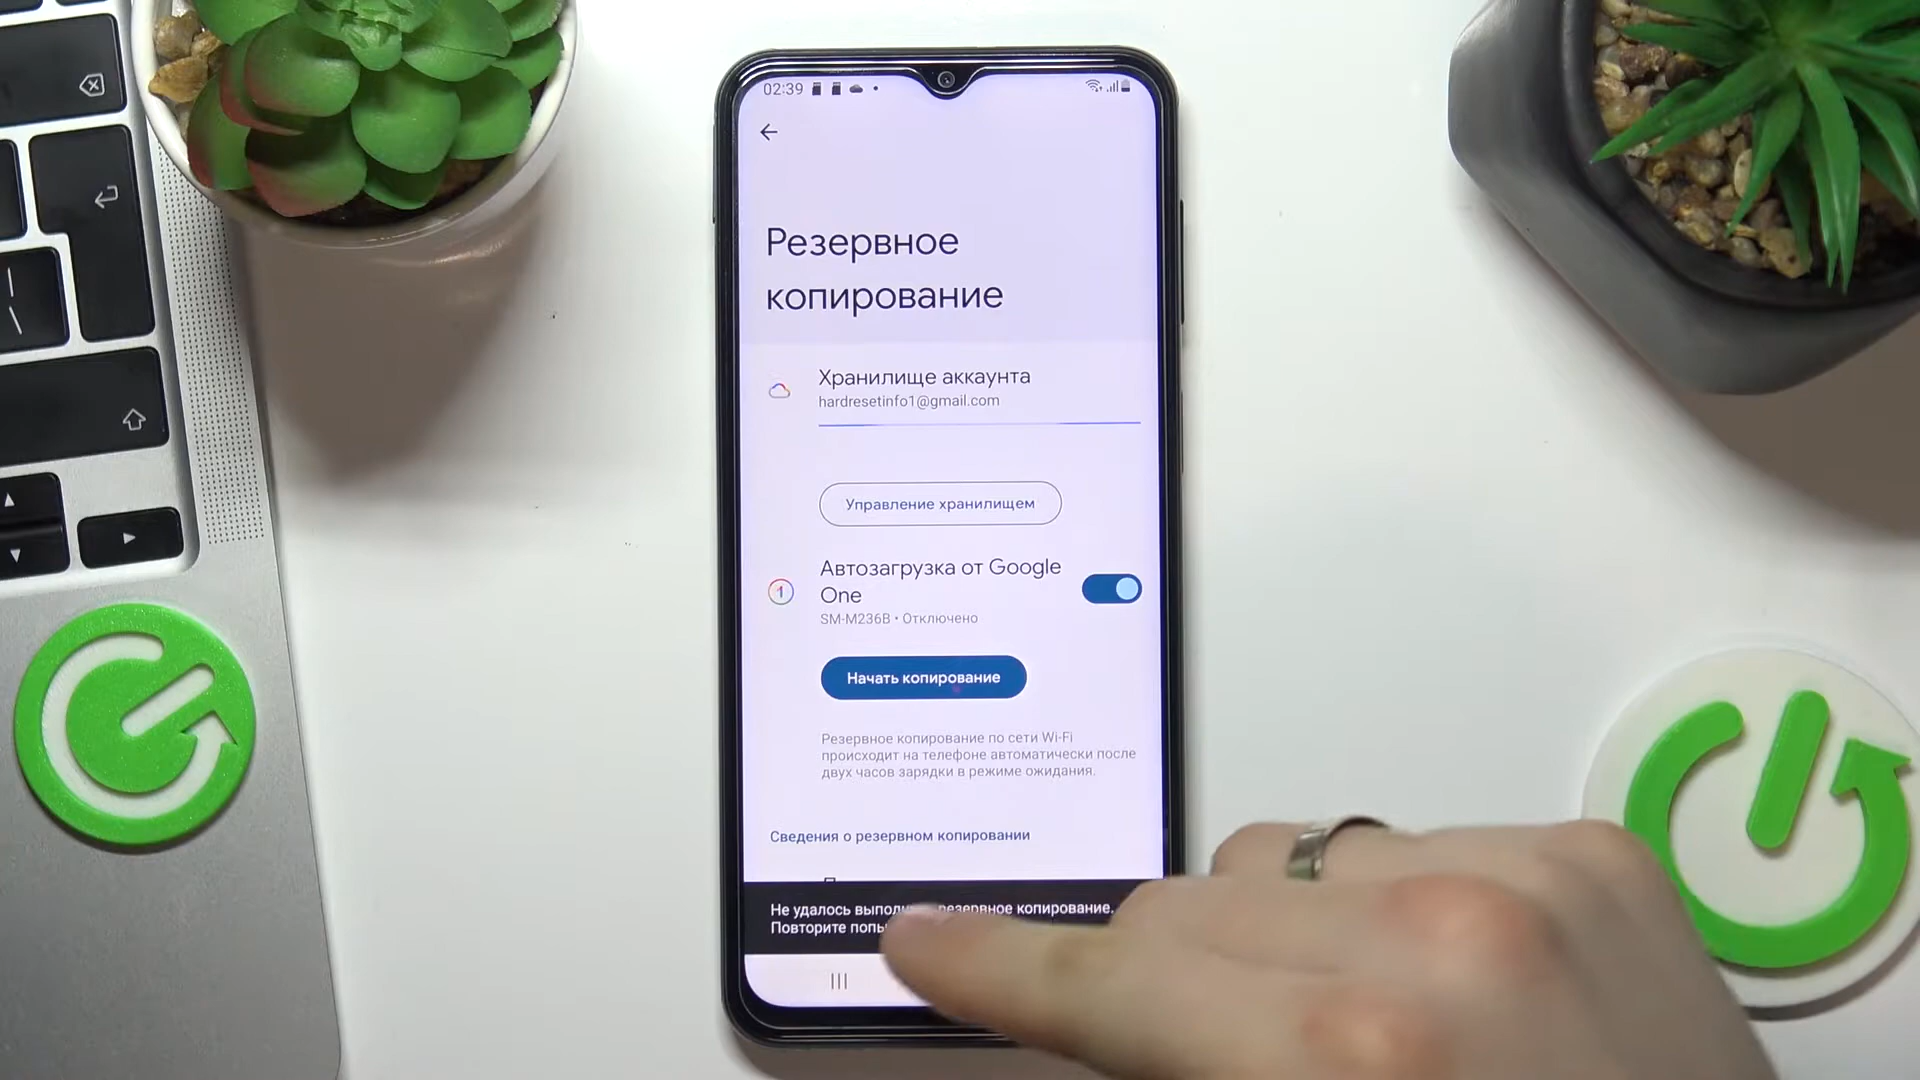 02:39
Резервное
копирование
Хранилище аккаунта
hardresetinfo1@gmail.com
Управление хранилищем
Автозагрузка от Google
One
1
SM-M236B • Отключено
Начать копирование
Резервное копирование по сети Wi-Fi
происходит на телефоне автоматически после
двух часов зарядки в режиме ожидания.
Сведения о резервном копировании
Не удалось резервное копирование.
Повторите